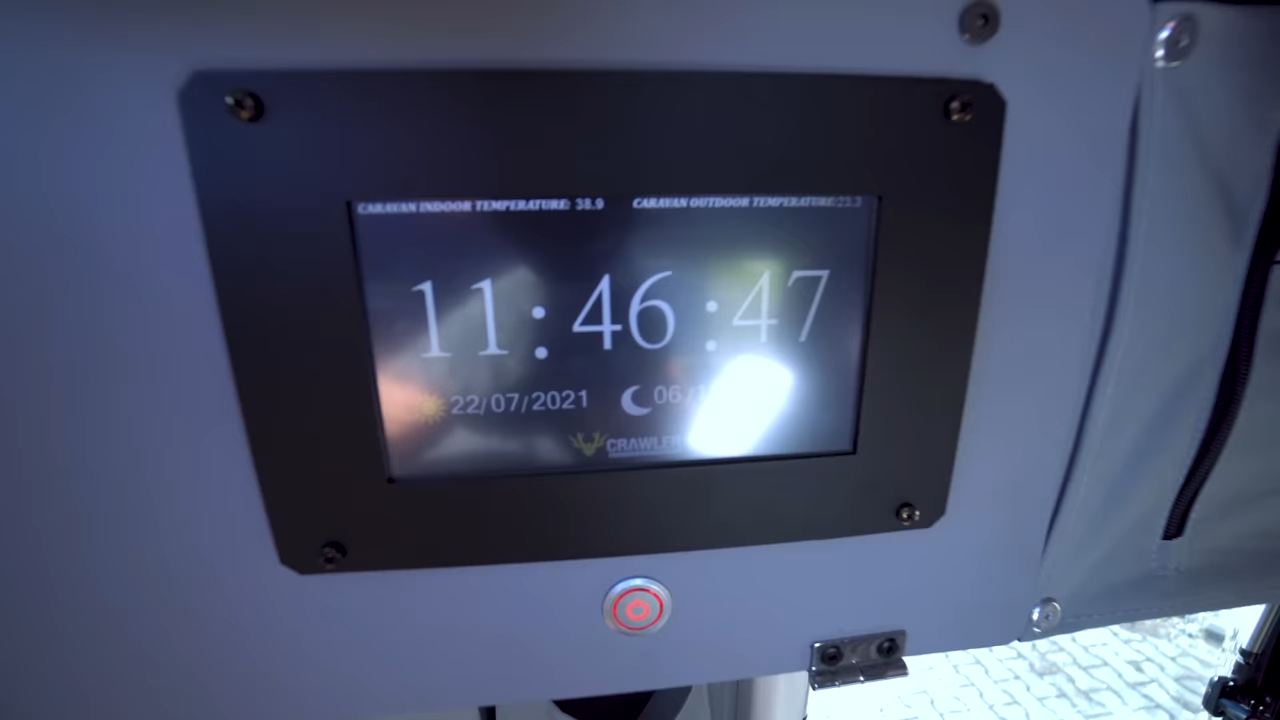 CARAVAN INDOOR TEMPERATURE: 38.9 CARAVAN OUTDOOR TEMPERATURE:23.3
11:46:47
22/07/2021 06/
CRAWLER